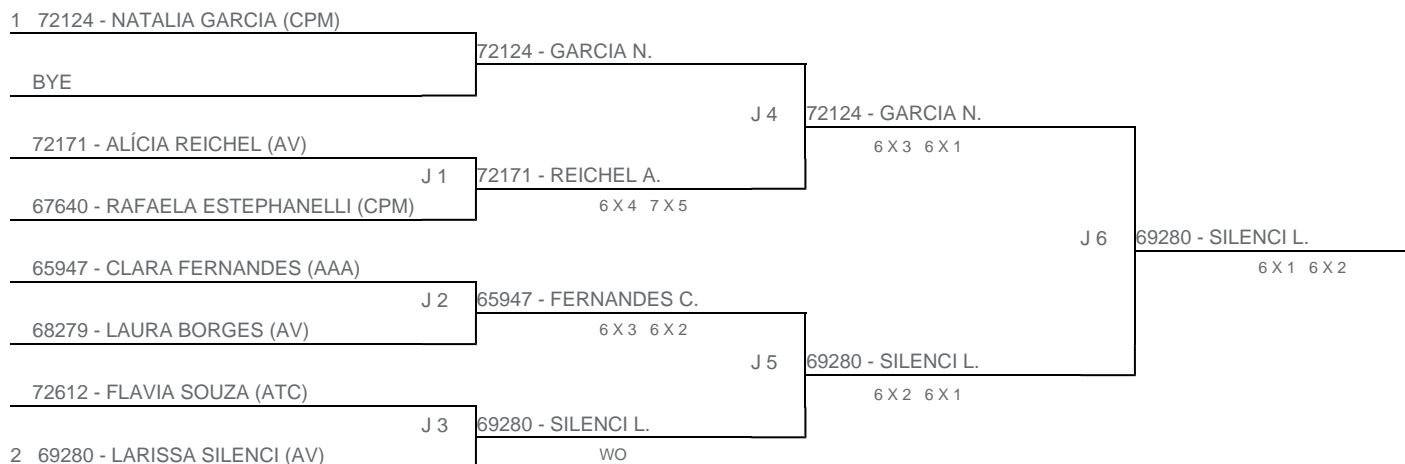 1 72124 - NATALIA GARCIA (CPM)
72124 - GARCIA N.
BYE
J 4
72124 - GARCIA N.
6 X 3 6 X 1
72171 - ALÍCIA REICHEL (AV)
J 1
72171 - REICHEL A.
6 X 4 7 X 5
67640 - RAFAELA ESTEPHANELLI (CPM)
J 6
69280 - SILENCI L.
6 X 1 6 X 2
65947 - CLARA FERNANDES (AAA)
J 2
65947 - FERNANDES C.
6 X 3 6 X 2
68279 - LAURA BORGES (AV)
J 5
69280 - SILENCI L.
6 X 2 6 X 1
72612 - FLAVIA SOUZA (ATC)
J 3
69280 - SILENCI L.
WO
2 69280 - LARISSA SILENCI (AV)